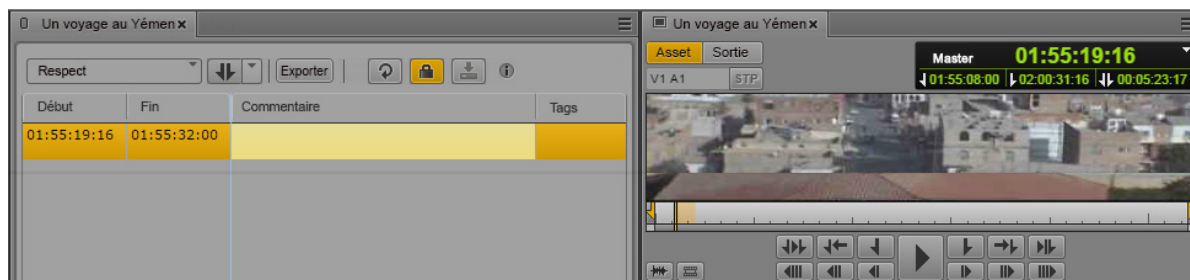 Un voyage au Yémen x
Respect
Exporter
Début Fin Commentaire Tags
01:55:19:16 01:55:32:00
Un voyage au Yémen x
Asset Sortie
Master 01:55:19:16
V1 A1 STP
01:55:08:00 02:00:31:16 00:05:23:17